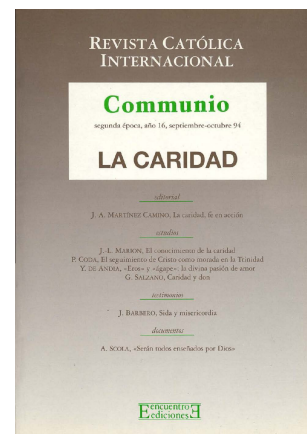 REVISTA CATÓLICA
INTERNACIONAL
Communio
segunda época, año 16, septiembre-octubre 94
LA CARIDAD
editorial
J. A. MARTÍNEZ CAMINO, La caridad, fe en acción
estudios
J.-L. MARION, El conocimiento de la caridad
P. CODA, El seguimiento de Cristo como morada en la Trinidad
Y. DE ANDIA, «Eros» y «ágape»: la divina pasión de amor
G. SALZANO, Caridad y don
testimonio
J. BARBERO, Sida y misericordia
documentos
A. SCOLA, «Serán todos enseñados por Dios»
encuentro
ediciones